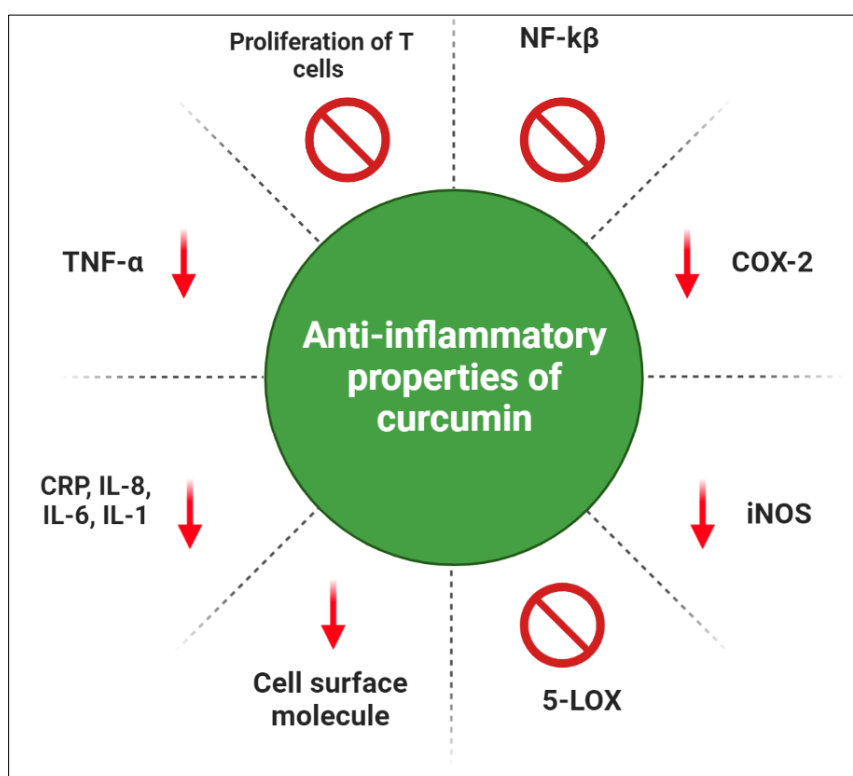 Proliferation of T
cells
NF-kβ
TNF-α
COX-2
Anti-inflammatory
properties of
curcumin
CRP, IL-8,
IL-6, IL-1
iNOS
Cell surface
molecule
5-LOX